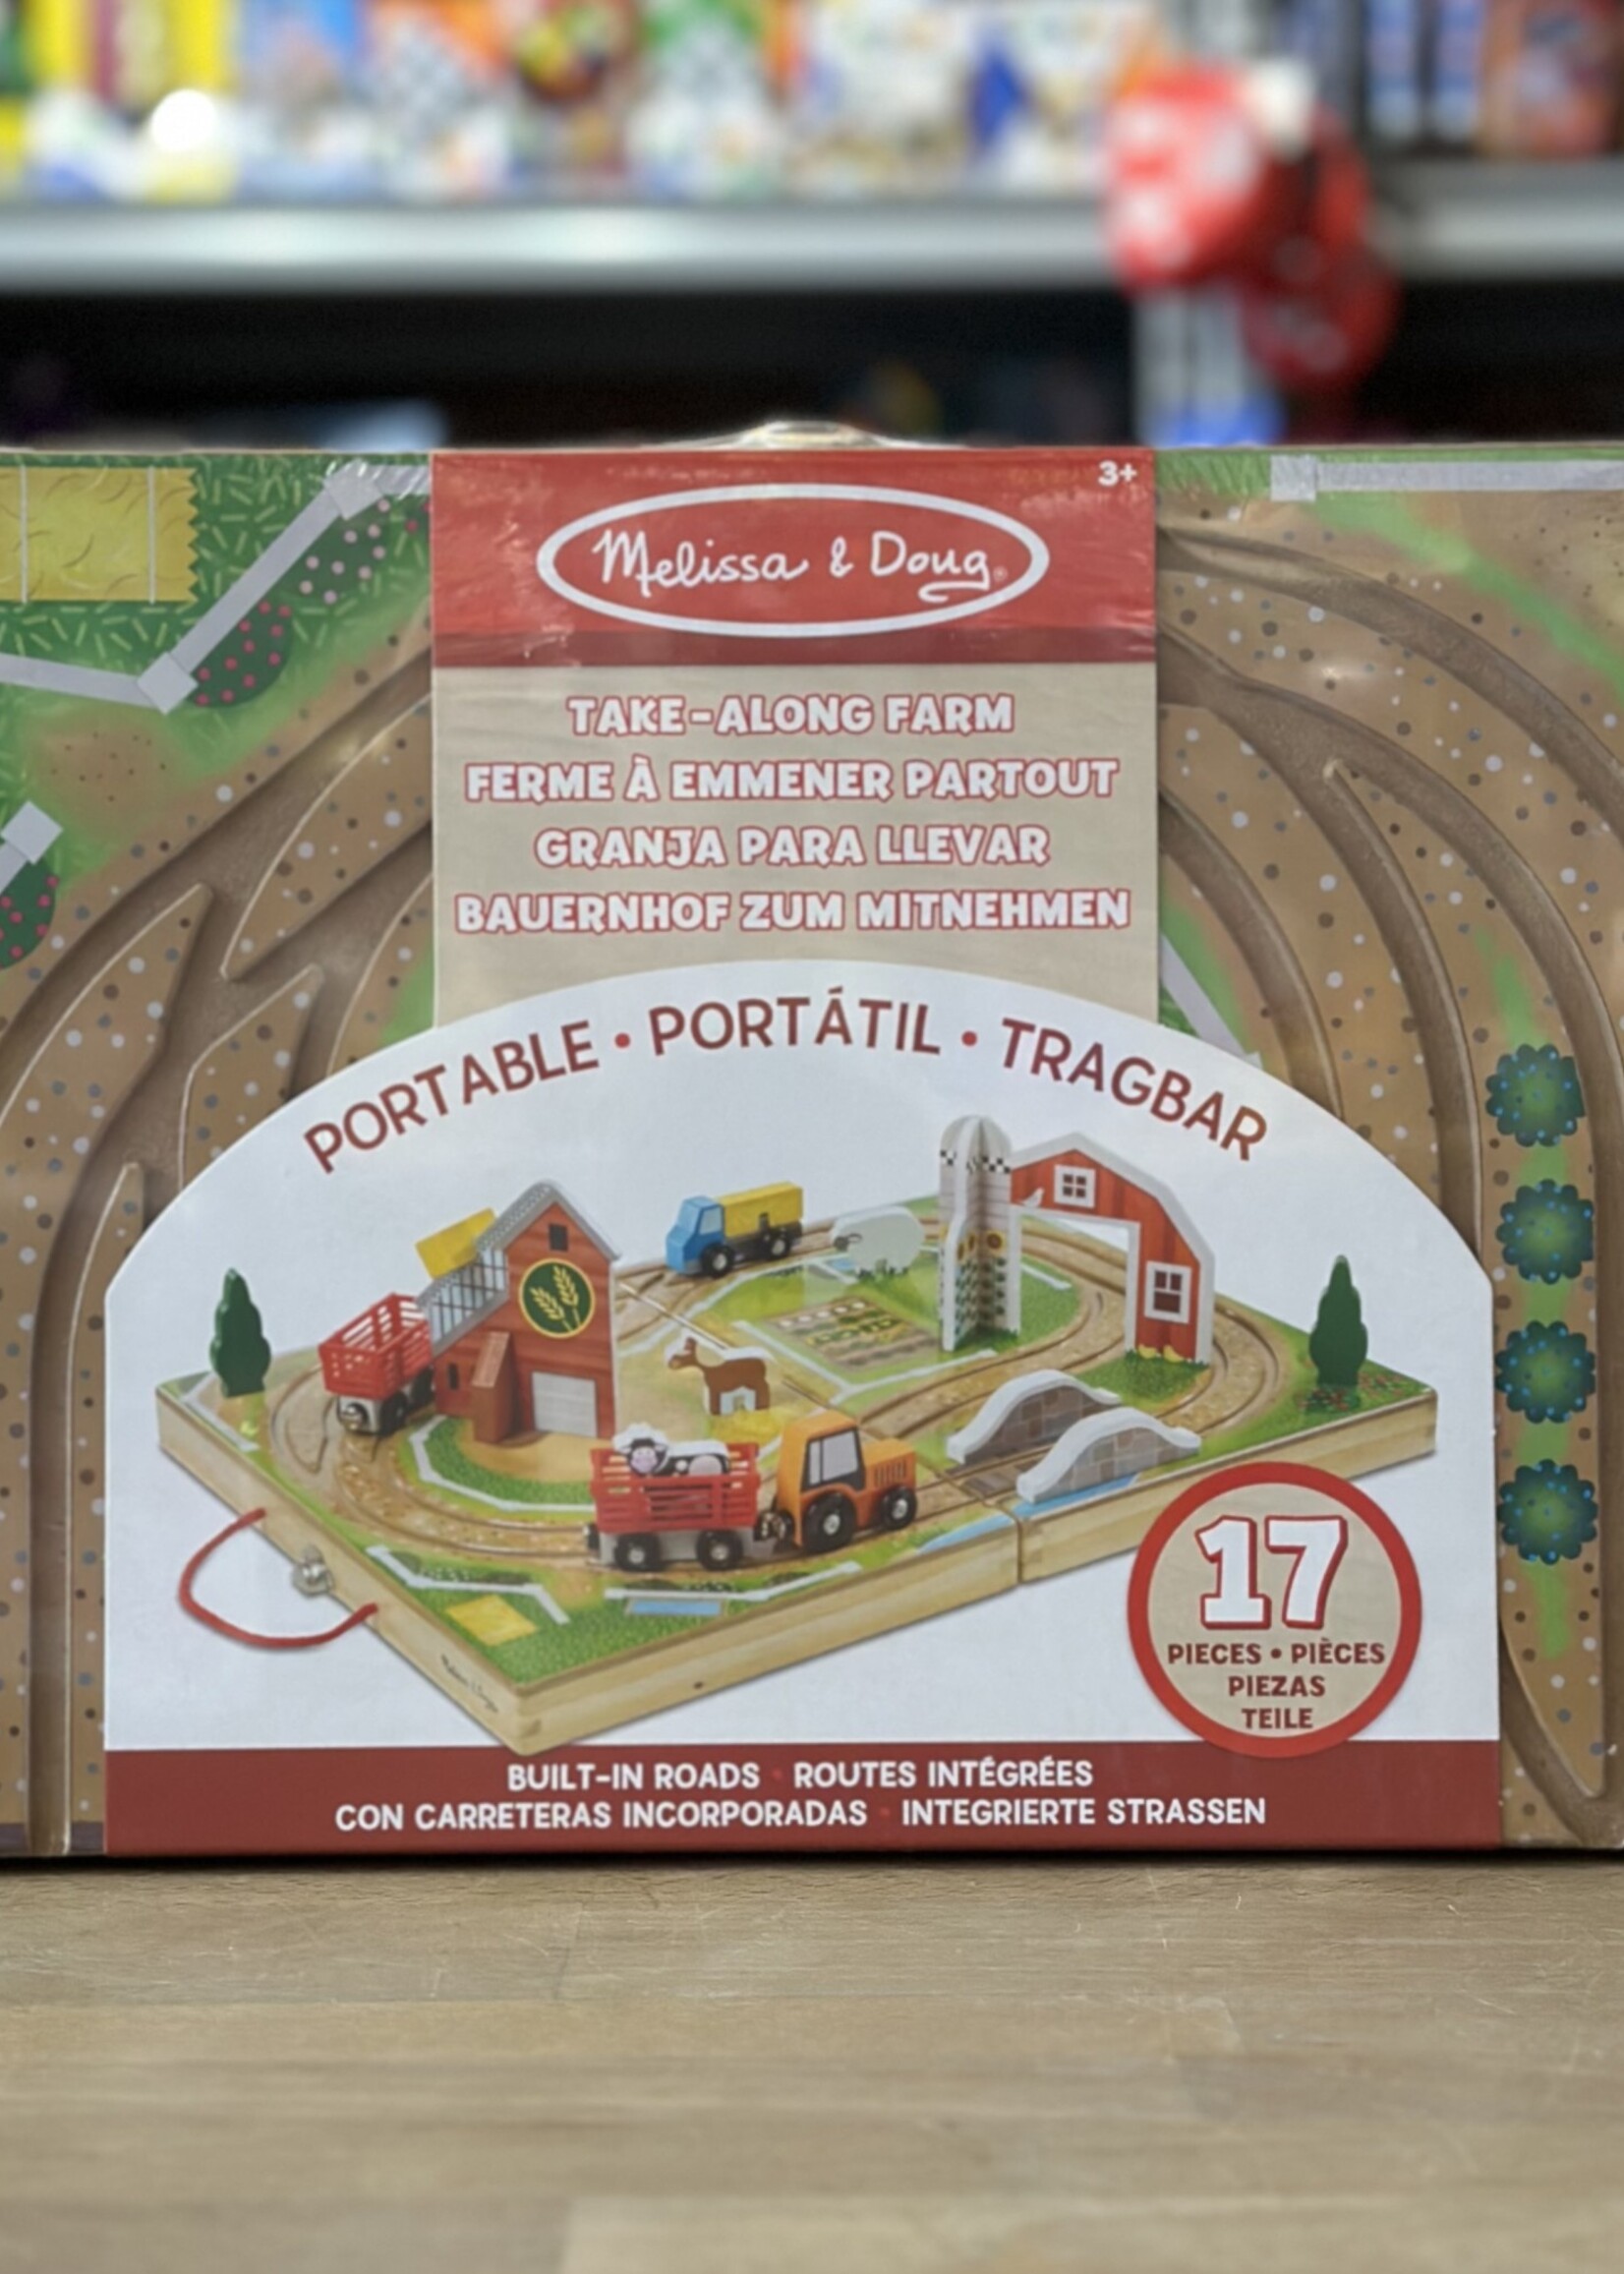 3+
Melissa & Doug
TAKE-ALONG FARM
FERME À EMMENER PARTOUT
GRANJA PARA LLEVAR
BAUERNHOF ZUM MITNEHMEN
PORTABLE • PORTÁTIL • TRAGBAR
17
PIECES • PIÈCES
PIEZAS
TEILE
BUILT-IN ROADS • ROUTES INTÉGRÉES
CON CARRETERAS INCORPORADAS • INTEGRIERTE STRASSEN